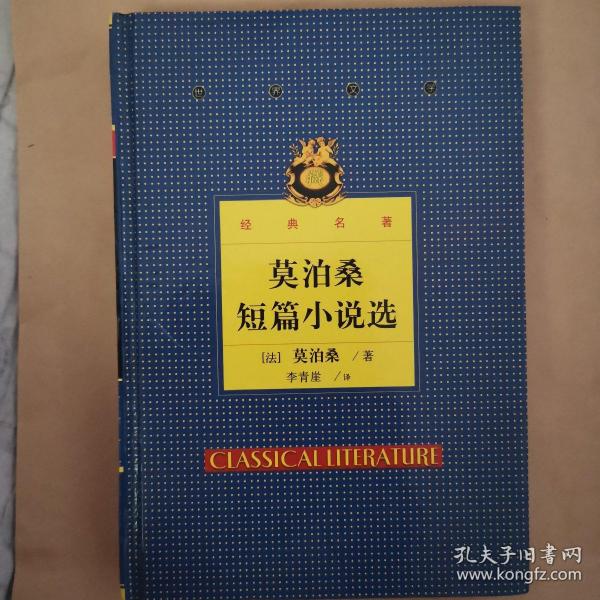 世界文学
经典名著
莫泊桑
短篇小说选
[法] 莫泊桑 / 著
李青崖 / 译
CLASSICAL LITERATURE
孔夫子旧书网
www.kongfz.com